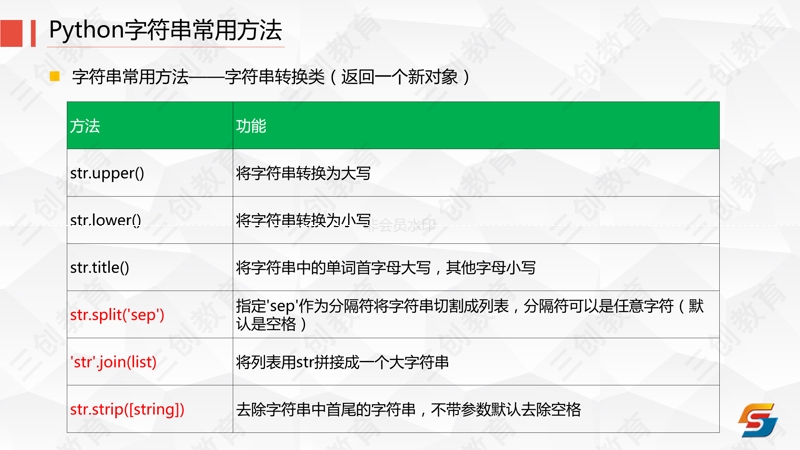 Python字符串常用方法
字符串常用方法——字符串转换类（返回一个新对象）
方法 功能
str.upper() 将字符串转换为大写
str.lower() 将字符串转换为小写
非会员水印
str.title() 将字符串中的单词首字母大写，其他字母小写
str.split('sep') 指定'sep'作为分隔符将字符串切割成列表，分隔符可以是任意字符（默
认是空格）
'str'.join(list) 将列表用str拼接成一个大字符串
str.strip([string]) 去除字符串中首尾的字符串，不带参数默认去除空格
三创教育